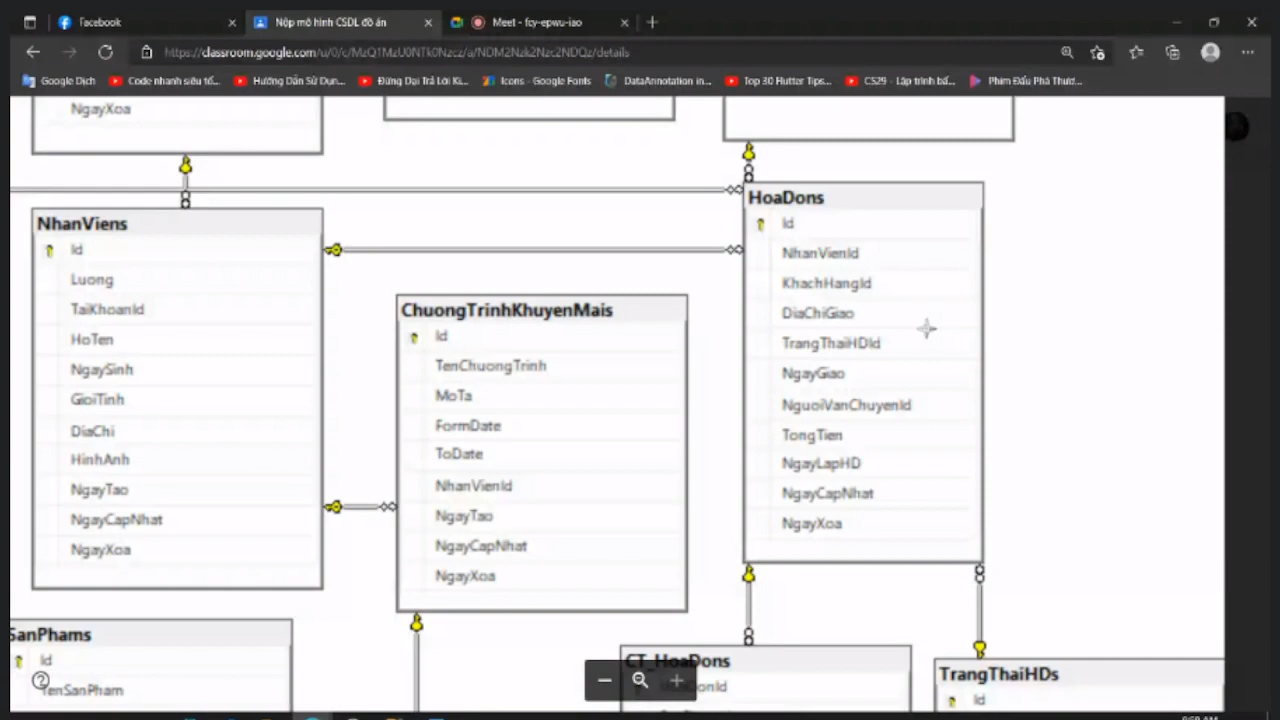 Facebook
Nộp mô hình CSDL đồ án
Meet - fcy-epwu-iao
https://classroom.google.com/u/0/c/MzQ1MzU0NTk0Nzcz/a/NDM2Nzk2Nzc2NDQz/details
Google Dịch
Code nhanh siêu tố...
Hướng Dẫn Sử Dụn...
Đừng Dại Trả Lời Ki...
Icons - Google Fonts
DataAnnotation in...
Top 30 Flutter Tips...
CS29 - Lập trình bấ...
Phim Đấu Phá Thươ...
NgayXoa
NhanViens
Id
Luong
TaiKhoanId
HoTen
NgaySinh
GioiTinh
DiaChi
HinhAnh
NgayTao
NgayCapNhat
NgayXoa
ChuongTrinhKhuyenMais
Id
TenChuongTrinh
MoTa
FormDate
ToDate
NhanVienId
NgayTao
NgayCapNhat
NgayXoa
HoaDons
Id
NhanVienId
KhachHangId
DiaChiGiao
TrangThaiHDId
NgayGiao
NguoiVanChuyenId
TongTien
NgayLapHD
NgayCapNhat
NgayXoa
SanPhams
Id
TenSanPham
CT_HoaDons
TrangThaiHDs
Id